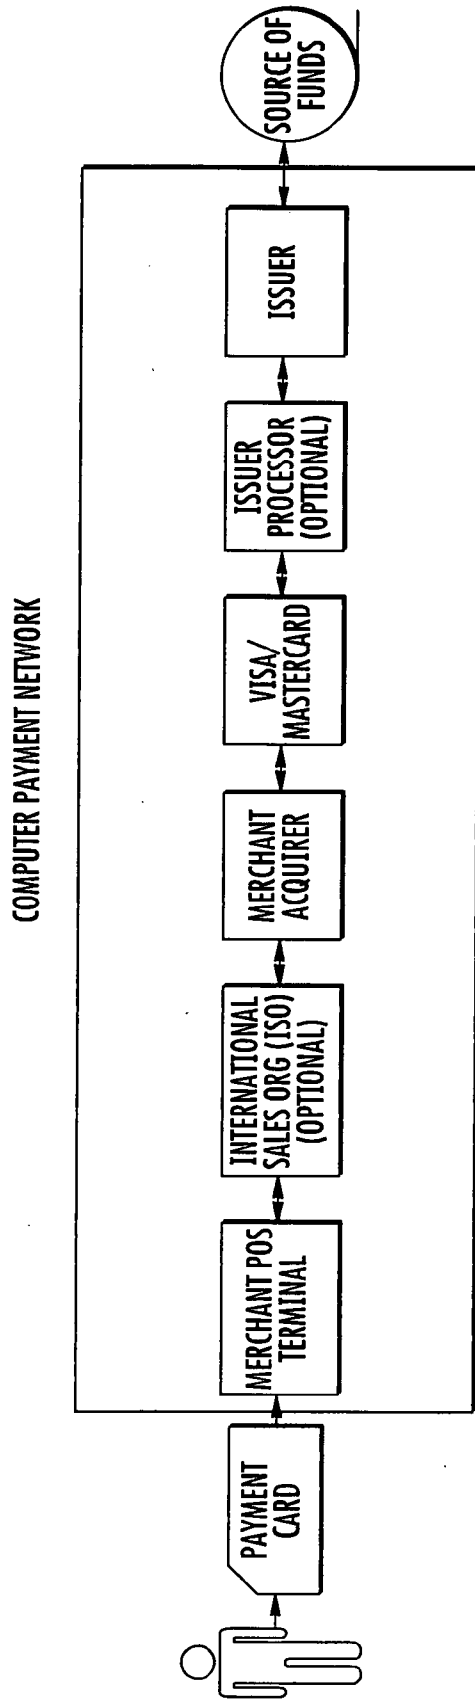 COMPUTER PAYMENT NETWORK
PAYMENT
CARD
MERCHANT POS
TERMINAL
INTERNATIONAL
SALES ORG (ISO)
(OPTIONAL)
MERCHANT
ACQUIRER
VISA/
MASTERCARD
ISSUER
PROCESSOR
(OPTIONAL)
ISSUER
SOURCE OF
FUNDS